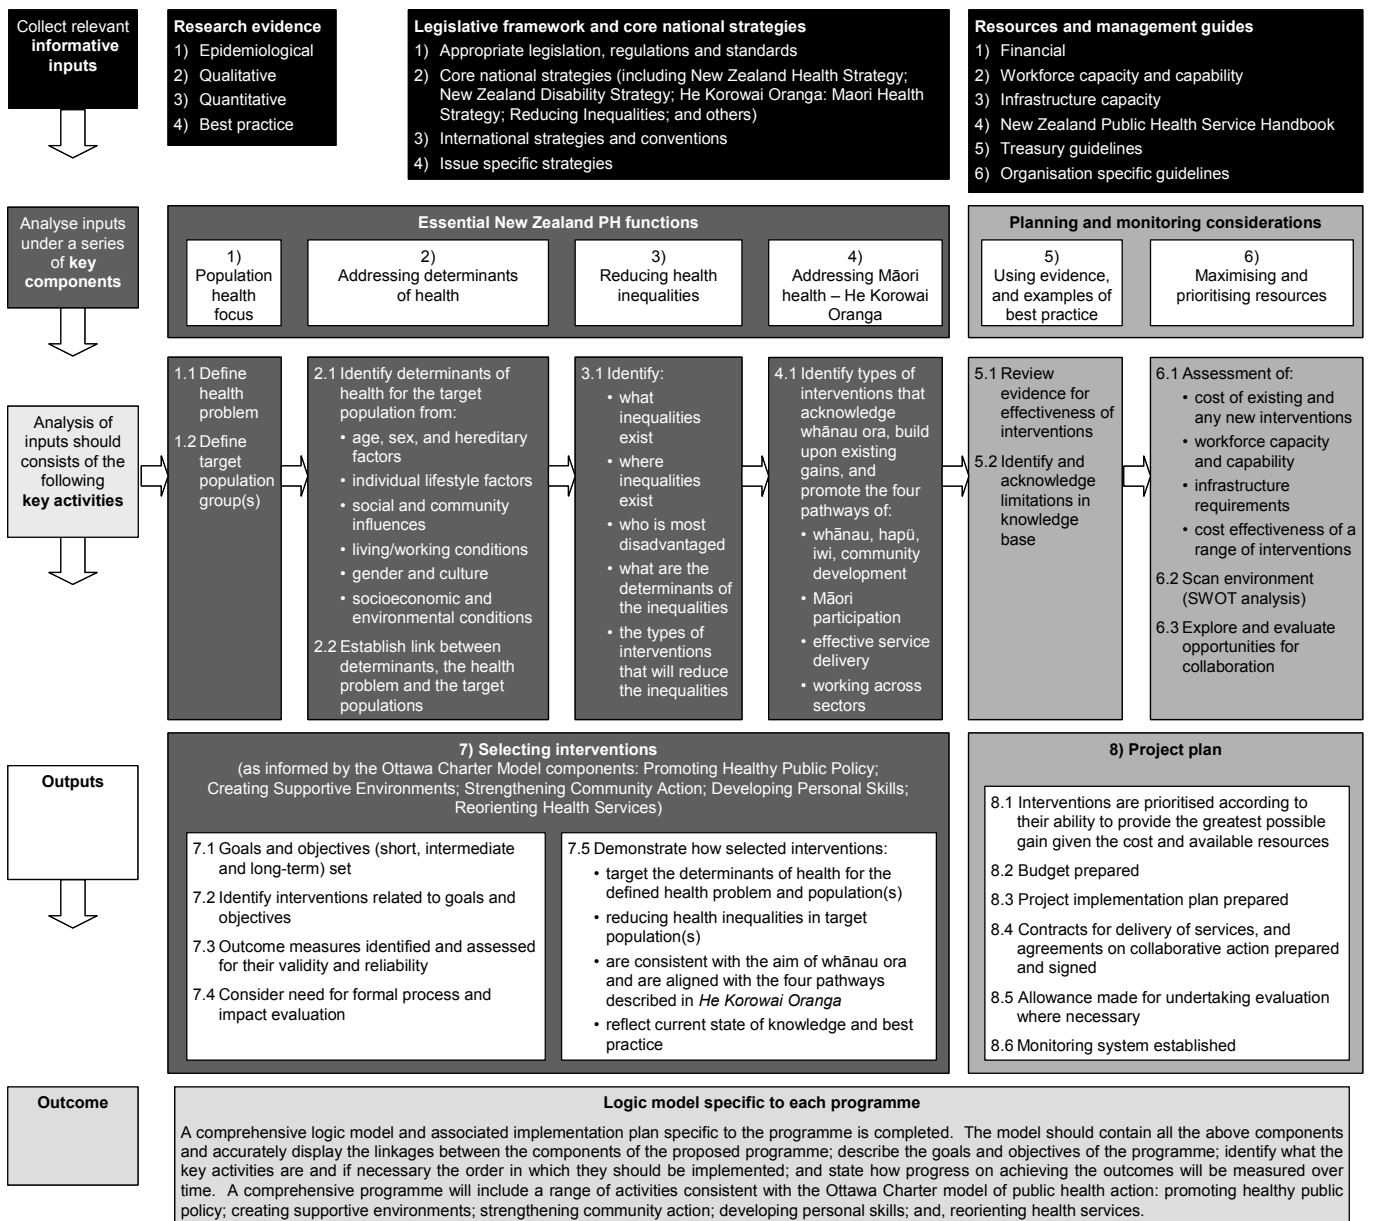 Collect relevant
informative
inputs
Research evidence
1) Epidemiological
2) Qualitative
3) Quantitative
4) Best practice
Legislative framework and core national strategies
1) Appropriate legislation, regulations and standards
2) Core national strategies (including New Zealand Health Strategy;
New Zealand Disability Strategy; He Korowai Oranga: Maori Health
Strategy; Reducing Inequalities; and others)
3) International strategies and conventions
4) Issue specific strategies
Resources and management guides
1) Financial
2) Workforce capacity and capability
3) Infrastructure capacity
4) New Zealand Public Health Service Handbook
5) Treasury guidelines
6) Organisation specific guidelines
Analyse inputs
under a series
of key
components
Essential New Zealand PH functions
1)
Population
health
focus
2)
Addressing determinants
of health
3)
Reducing health
inequalities
4)
Addressing Māori
health – He Korowai
Oranga
Planning and monitoring considerations
5)
Using evidence,
and examples of
best practice
6)
Maximising and
prioritising resources
Analysis of
inputs should
consists of the
following
key activities
1.1 Define
health
problem
1.2 Define
target
population
group(s)
2.1 Identify determinants of
health for the target
population from:
• age, sex, and hereditary
factors
• individual lifestyle factors
• social and community
influences
• living/working conditions
• gender and culture
• socioeconomic and
environmental conditions
2.2 Establish link between
determinants, the health
problem and the target
populations
3.1 Identify:
• what
inequalities
exist
• where
inequalities
exist
• who is most
disadvantaged
• what are the
determinants of
the inequalities
• the types of
interventions
that will reduce
the inequalities
4.1 Identify types of
interventions that
acknowledge
whānau ora, build
upon existing
gains, and
promote the four
pathways of:
• whānau, hapü,
iwi, community
development
• Māori
participation
• effective service
delivery
• working across
sectors
5.1 Review
evidence for
effectiveness of
interventions
5.2 Identify and
acknowledge
limitations in
knowledge
base
6.1 Assessment of:
• cost of existing and
any new interventions
• workforce capacity
and capability
• infrastructure
requirements
• cost effectiveness of a
range of interventions
6.2 Scan environment
(SWOT analysis)
6.3 Explore and evaluate
opportunities for
collaboration
Outputs
7) Selecting interventions
(as informed by the Ottawa Charter Model components: Promoting Healthy Public Policy;
Creating Supportive Environments; Strengthening Community Action; Developing Personal Skills;
Reorienting Health Services)
7.1 Goals and objectives (short, intermediate
and long-term) set
7.2 Identify interventions related to goals and
objectives
7.3 Outcome measures identified and assessed
for their validity and reliability
7.4 Consider need for formal process and
impact evaluation
7.5 Demonstrate how selected interventions:
• target the determinants of health for the
defined health problem and population(s)
• reducing health inequalities in target
population(s)
• are consistent with the aim of whānau ora
and are aligned with the four pathways
described in He Korowai Oranga
• reflect current state of knowledge and best
practice
8) Project plan
8.1 Interventions are prioritised according to
their ability to provide the greatest possible
gain given the cost and available resources
8.2 Budget prepared
8.3 Project implementation plan prepared
8.4 Contracts for delivery of services, and
agreements on collaborative action prepared
and signed
8.5 Allowance made for undertaking evaluation
where necessary
8.6 Monitoring system established
Outcome
Logic model specific to each programme
A comprehensive logic model and associated implementation plan specific to the programme is completed. The model should contain all the above components
and accurately display the linkages between the components of the proposed programme; describe the goals and objectives of the programme; identify what the
key activities are and if necessary the order in which they should be implemented; and state how progress on achieving the outcomes will be measured over
time. A comprehensive programme will include a range of activities consistent with the Ottawa Charter model of public health action: promoting healthy public
policy; creating supportive environments; strengthening community action; developing personal skills; and, reorienting health services.